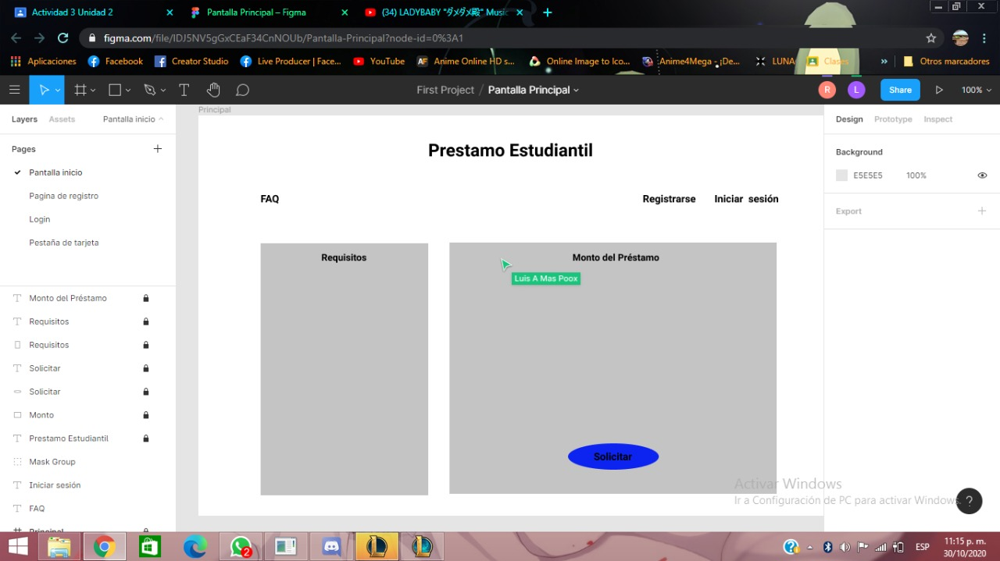 Actividad 3 Unidad 2
Pantalla Principal – Figma
(34) LADYBABY "ダメダメ殿" Music
figma.com/file/IDJ5NV5gGxCEaF34CnNOUb/Pantalla-Principal?node-id=0%3A1
Aplicaciones
Facebook
Creator Studio
Live Producer | Face...
YouTube
Anime Online HD s...
Online Image to Ico...
Anime4Mega - ¡De...
LUNA
Clases
»
Otros marcadores
First Project / Pantalla Principal
R
L
Share
100%
Layers
Assets
Pantalla inicio
Principal
Design
Prototype
Inspect
Pages
Pantalla inicio
Pagina de registro
Login
Pestaña de tarjeta
Monto del Préstamo
Requisitos
Requisitos
Solicitar
Solicitar
Monto
Prestamo Estudiantil
Mask Group
Iniciar sesión
FAQ
Principal
Prestamo Estudiantil
FAQ
Registrarse
Iniciar sesión
Requisitos
Monto del Préstamo
Luis A Mas Poox
Solicitar
Background
E5E5E5 100%
Export
Activar Windows
Ir a Configuración de PC para activar Windows.
?
2
ESP
11:15 p. m.
30/10/2020